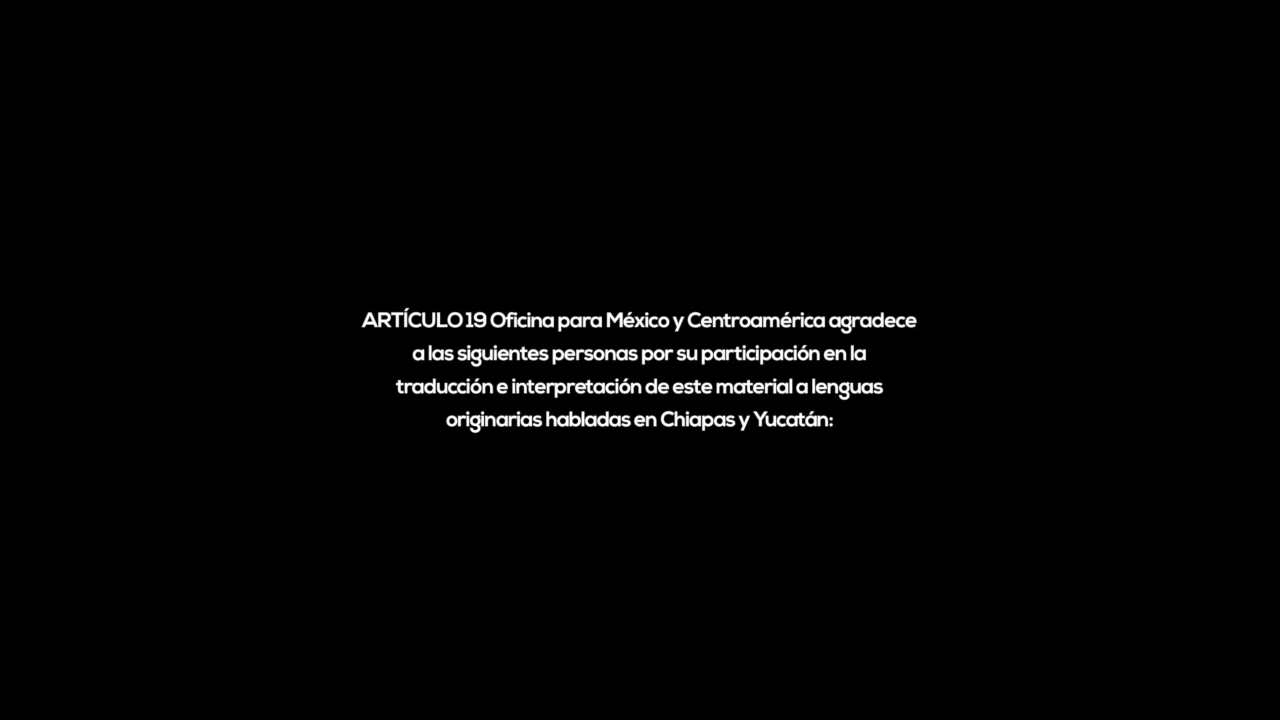 ARTÍCULO 19 Oficina para México y Centroamérica agradece
a las siguientes personas por su participación en la
traducción e interpretación de este material a lenguas
originarias habladas en Chiapas y Yucatán: